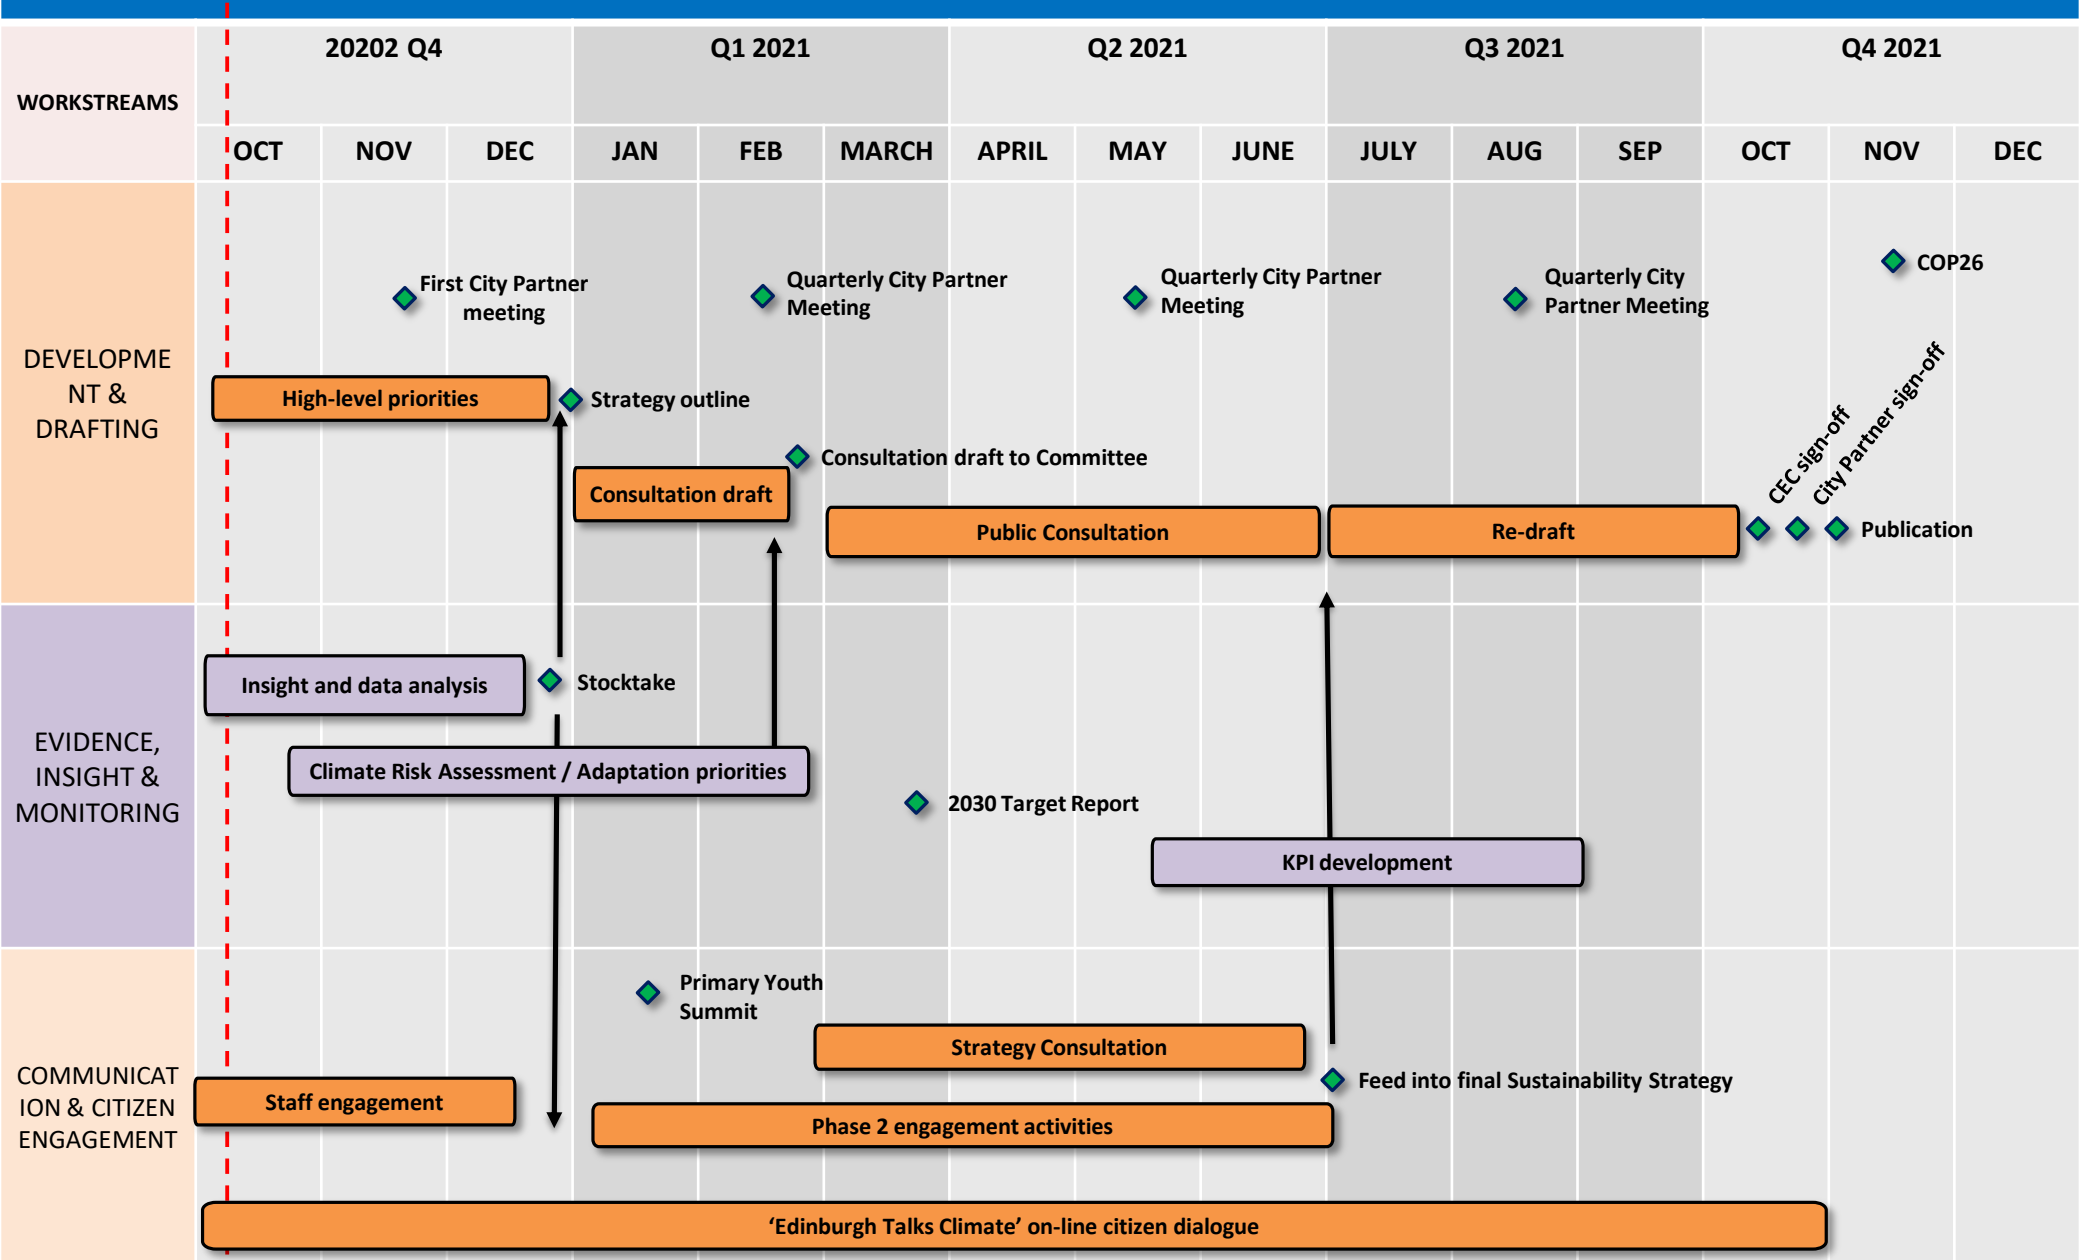 20202 Q4
Q1 2021
Q2 2021
Q3 2021
Q4 2021
WORKSTREAMS
OCT
NOV
DEC
JAN
FEB
MARCH
APRIL
MAY
JUNE
JULY
AUG
SEP
OCT
NOV
DEC
DEVELOPME
NT &
DRAFTING
First City Partner
meeting
Quarterly City Partner
Meeting
Quarterly City Partner
Meeting
Quarterly City
Partner Meeting
COP26
High-level priorities
Strategy outline
Consultation draft to Committee
Consultation draft
Public Consultation
Re-draft
CEC sign-off
City Partner sign-off
Publication
EVIDENCE,
INSIGHT &
MONITORING
Insight and data analysis
Stocktake
Climate Risk Assessment / Adaptation priorities
2030 Target Report
KPI development
COMMUNICAT
ION & CITIZEN
ENGAGEMENT
Primary Youth
Summit
Strategy Consultation
Feed into final Sustainability Strategy
Staff engagement
Phase 2 engagement activities
‘Edinburgh Talks Climate’ on-line citizen dialogue